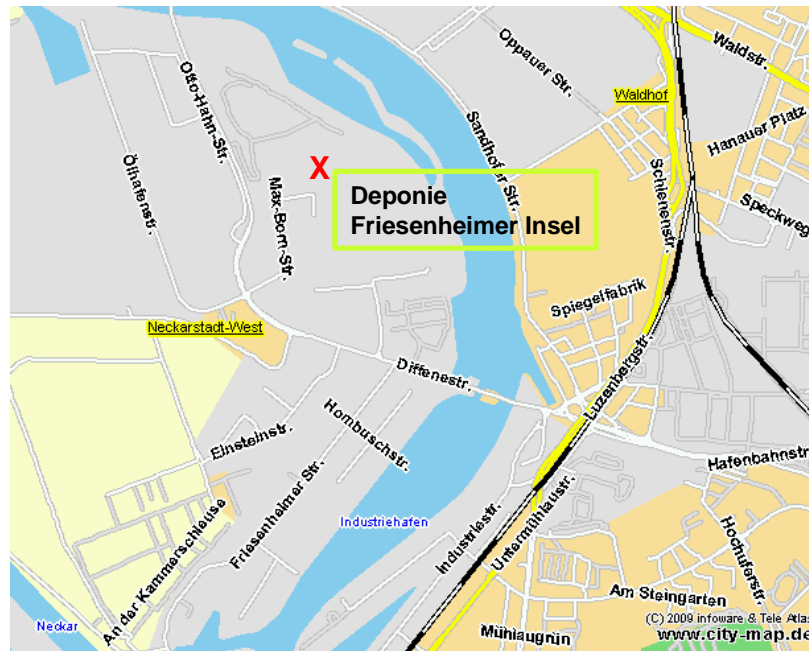 Oppauer Str.
Waldstr.
Otto-Hahn-Str.
Waldhof
Sandhofer Str.
Hanauer Platz
Ölhafenstr.
X
Max-Born-Str.
Deponie
Friesenheimer Insel
Schienenstr.
Speckweg
Spiegelfabrik
Neckarstadt-West
Luzenbergstr.
Diffenestr.
Einsteinstr.
Hombuschstr.
Hafenbahnstr
Friesenheimer Str.
An der Kammerschleuse
Industriehafen
Industriestr.
Untermühlaustr.
Hochuferstr.
Am Steingarten
Neckar
Mühlaugrün
(C) 2009 infoware & Tele Atlas
www.city-map.de